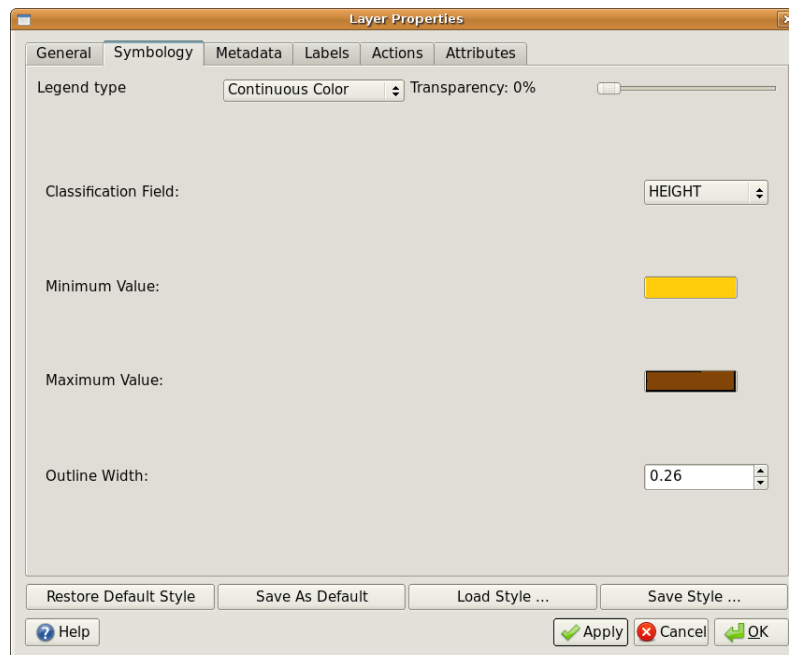 Layer Properties
General Symbology Metadata Labels Actions Attributes
Legend type Continuous Color Transparency: 0%
Classification Field: HEIGHT
Minimum Value:
Maximum Value:
Outline Width: 0.26
Restore Default Style Save As Default Load Style ... Save Style ...
Help Apply Cancel OK